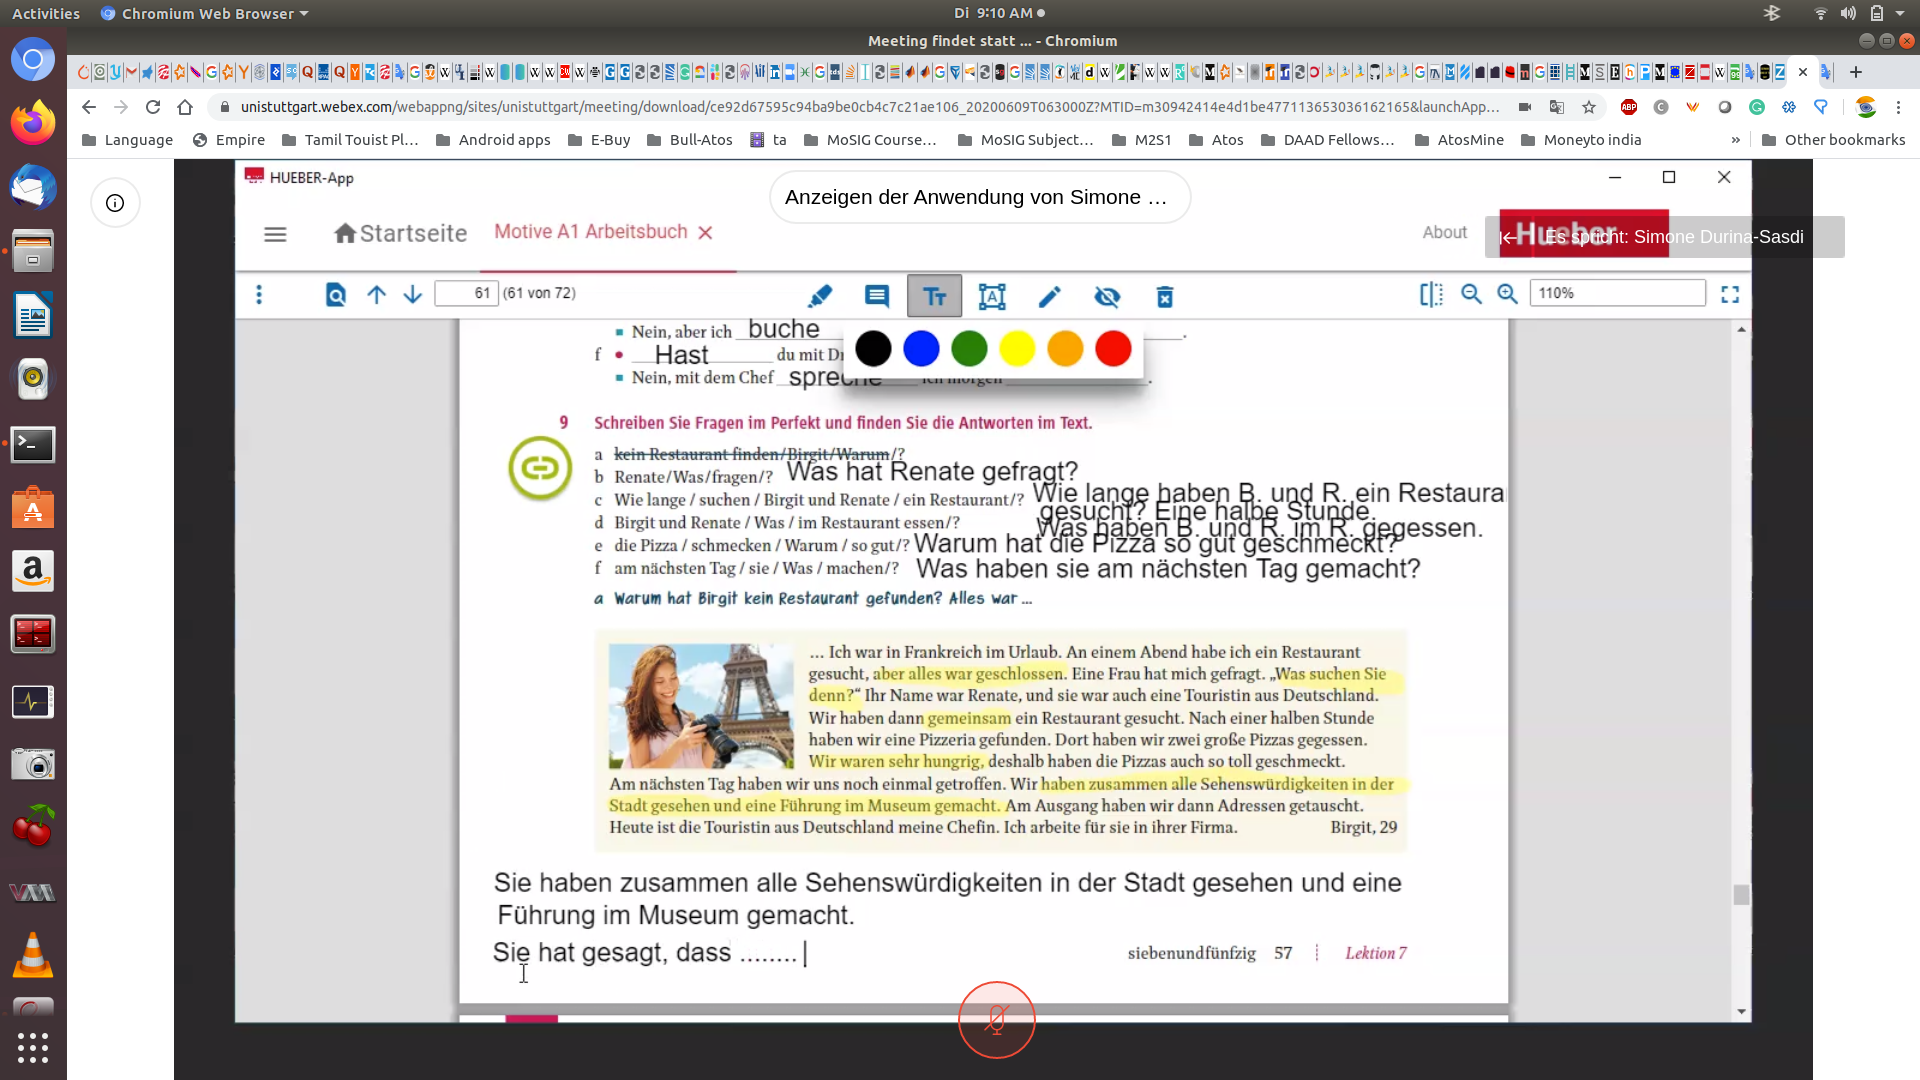 Activities Chromium Web Browser Di 9:10 AM
Meeting findet statt ... - Chromium
unistuttgart.webex.com/webappng/sites/unistuttgart/meeting/download/ce92d67595c94ba9be0cb4c7c21ae106_20200609T063000Z?MTID=m30942414e4d1be477113653036162165&launchApp...
Language Empire Tamil Touist Pl... Android apps E-Buy Bull-Atos ta MoSIG Course... MoSIG Subject... M2S1 Atos DAAD Fellows... AtosMine Moneyto india » Other bookmarks
HUEBER-App
Anzeigen der Anwendung von Simone ...
Startseite Motive A1 Arbeitsbuch About Hueber
Es spricht: Simone Durina-Sasdi
61 (61 von 72) Tt A 110%
Nein, aber ich buche
f Hast du mit
Nein, mit dem Chef spreche ich morgen
9 Schreiben Sie Fragen im Perfekt und finden Sie die Antworten im Text.
a kein Restaurant finden/Birgit/Warum/?
b Renate/Was/fragen/? Was hat Renate gefragt?
c Wie lange / suchen / Birgit und Renate / ein Restaurant/? Wie lange haben B. und R. ein Restaura
gesucht? Eine halbe Stunde.
d Birgit und Renate / Was / im Restaurant essen/? Was haben B. und R. im R. gegessen.
e die Pizza / schmecken / Warum / so gut/? Warum hat die Pizza so gut geschmeckt?
f am nächsten Tag / sie / Was / machen/? Was haben sie am nächsten Tag gemacht?
a Warum hat Birgit kein Restaurant gefunden? Alles war ...
... Ich war in Frankreich im Urlaub. An einem Abend habe ich ein Restaurant
gesucht, aber alles war geschlossen. Eine Frau hat mich gefragt. „Was suchen Sie
denn?“ Ihr Name war Renate, und sie war auch eine Touristin aus Deutschland.
Wir haben dann gemeinsam ein Restaurant gesucht. Nach einer halben Stunde
haben wir eine Pizzeria gefunden. Dort haben wir zwei große Pizzas gegessen.
Wir waren sehr hungrig, deshalb haben die Pizzas auch so toll geschmeckt.
Am nächsten Tag haben wir uns noch einmal getroffen. Wir haben zusammen alle Sehenswürdigkeiten in der
Stadt gesehen und eine Führung im Museum gemacht. Am Ausgang haben wir dann Adressen getauscht.
Heute ist die Touristin aus Deutschland meine Chefin. Ich arbeite für sie in ihrer Firma. Birgit, 29
Sie haben zusammen alle Sehenswürdigkeiten in der Stadt gesehen und eine
Führung im Museum gemacht.
Sie hat gesagt, dass ........
siebenundfünfzig 57 Lektion 7